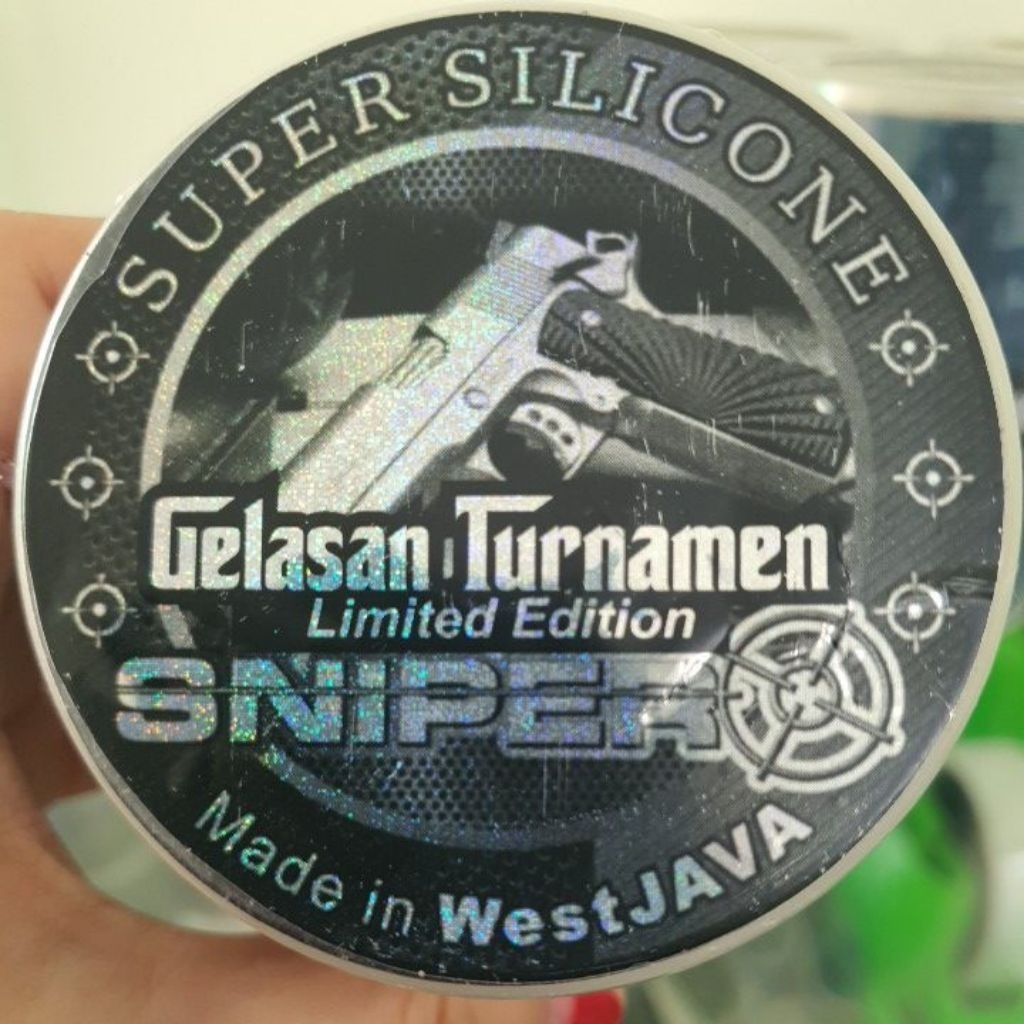 SUPER SILICONE
Gelasan Turnamen
Limited Edition
SNIPER
Made in WestJAVA